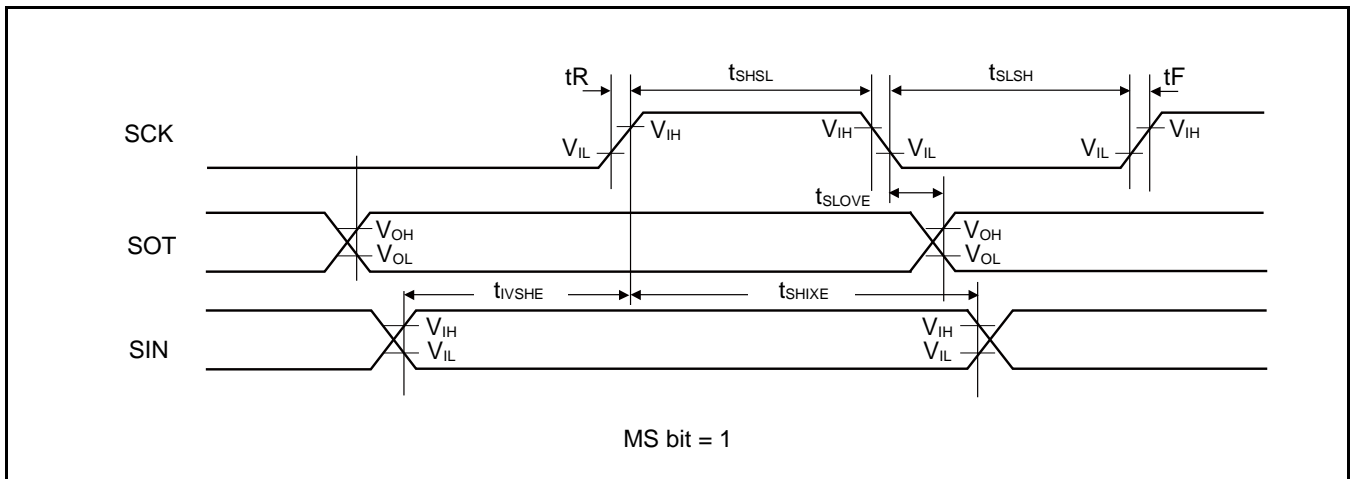 tR tSHSL tSLSH tF
SCK VIH VIH VIH
VIL VIL VIL
tSLOVE
SOT VOH VOH
VOL VOL
tIVSHE tSHIXE
SIN VIH VIH
VIL VIL
MS bit = 1